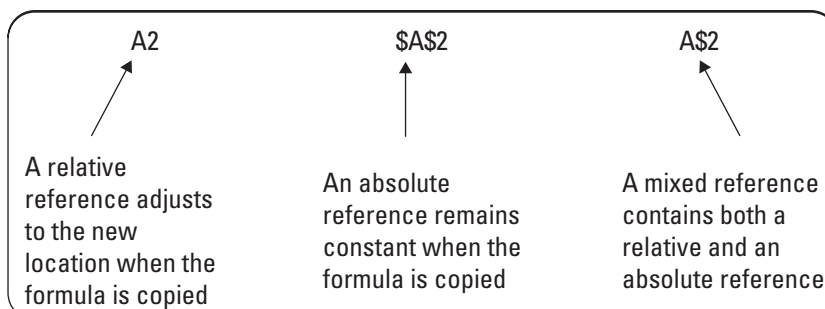 A2
$A$2
A$2
A relative
reference adjusts
to the new
location when the
formula is copied
An absolute
reference remains
constant when the
formula is copied
A mixed reference
contains both a
relative and an
absolute reference